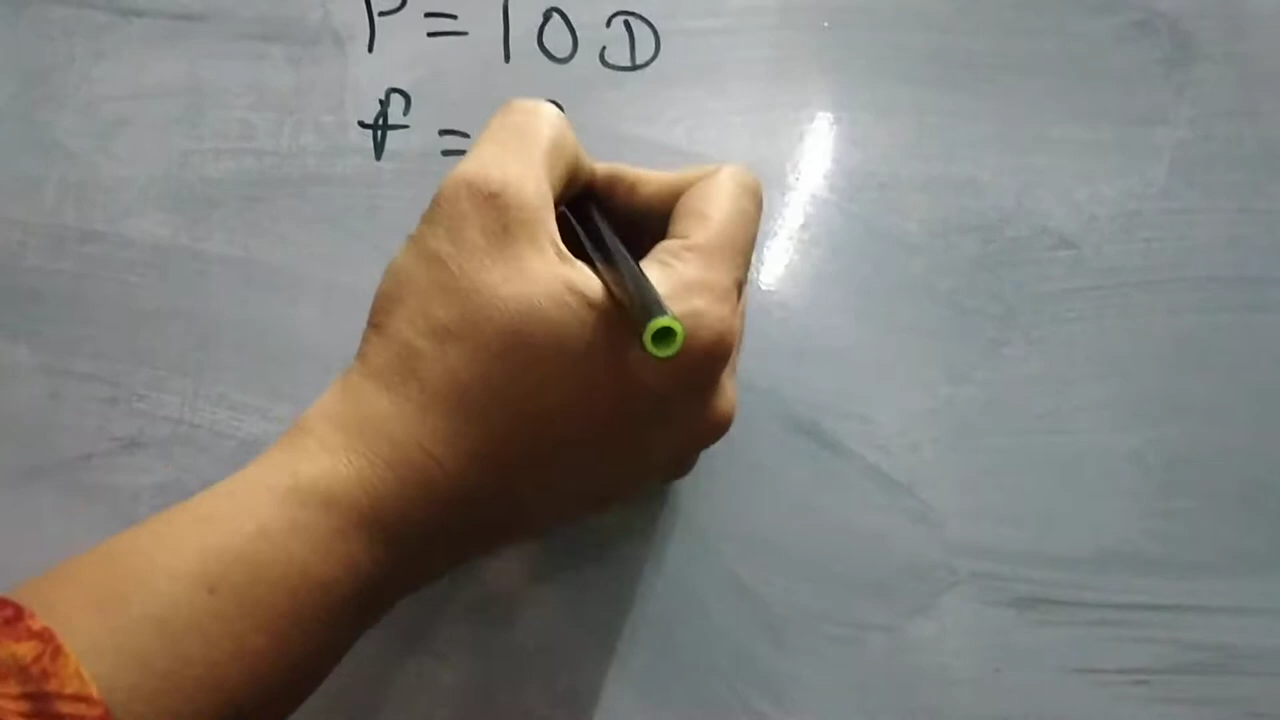 P = 10 D
f =